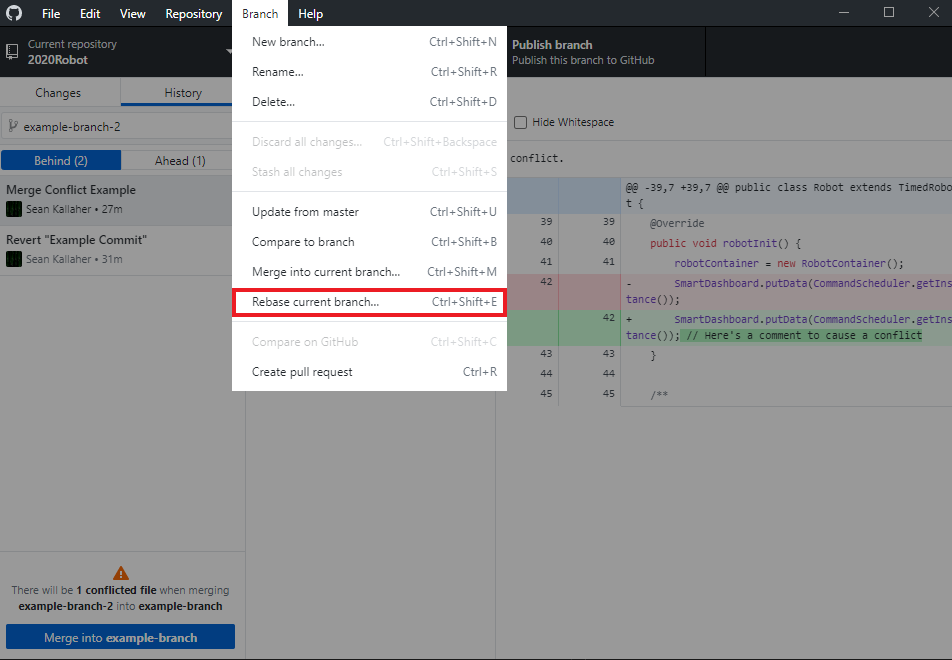 File Edit View Repository Branch Help
Current repository
2020Robot
Publish branch
Publish this branch to GitHub
Changes History
example-branch-2
Behind (2) Ahead (1)
Merge Conflict Example
Sean Kallaher • 27m
Revert "Example Commit"
Sean Kallaher • 31m
There will be 1 conflicted file when merging
example-branch-2 into example-branch
Merge into example-branch
New branch... Ctrl+Shift+N
Rename... Ctrl+Shift+R
Delete... Ctrl+Shift+D
Discard all changes... Ctrl+Shift+Backspace
Stash all changes Ctrl+Shift+S
Update from master Ctrl+Shift+U
Compare to branch Ctrl+Shift+B
Merge into current branch... Ctrl+Shift+M
Rebase current branch... Ctrl+Shift+E
Compare on GitHub Ctrl+Shift+C
Create pull request Ctrl+R
Hide Whitespace
conflict.
@@ -39,7 +39,7 @@ public class Robot extends TimedRobo
t {
39 39 @Override
40 40 public void robotInit() {
41 41 robotContainer = new RobotContainer();
42 - SmartDashboard.putData(CommandScheduler.getIns
tance());
42 + SmartDashboard.putData(CommandScheduler.getIns
tance()); // Here's a comment to cause a conflict
43 43 }
44 44
45 45 /**